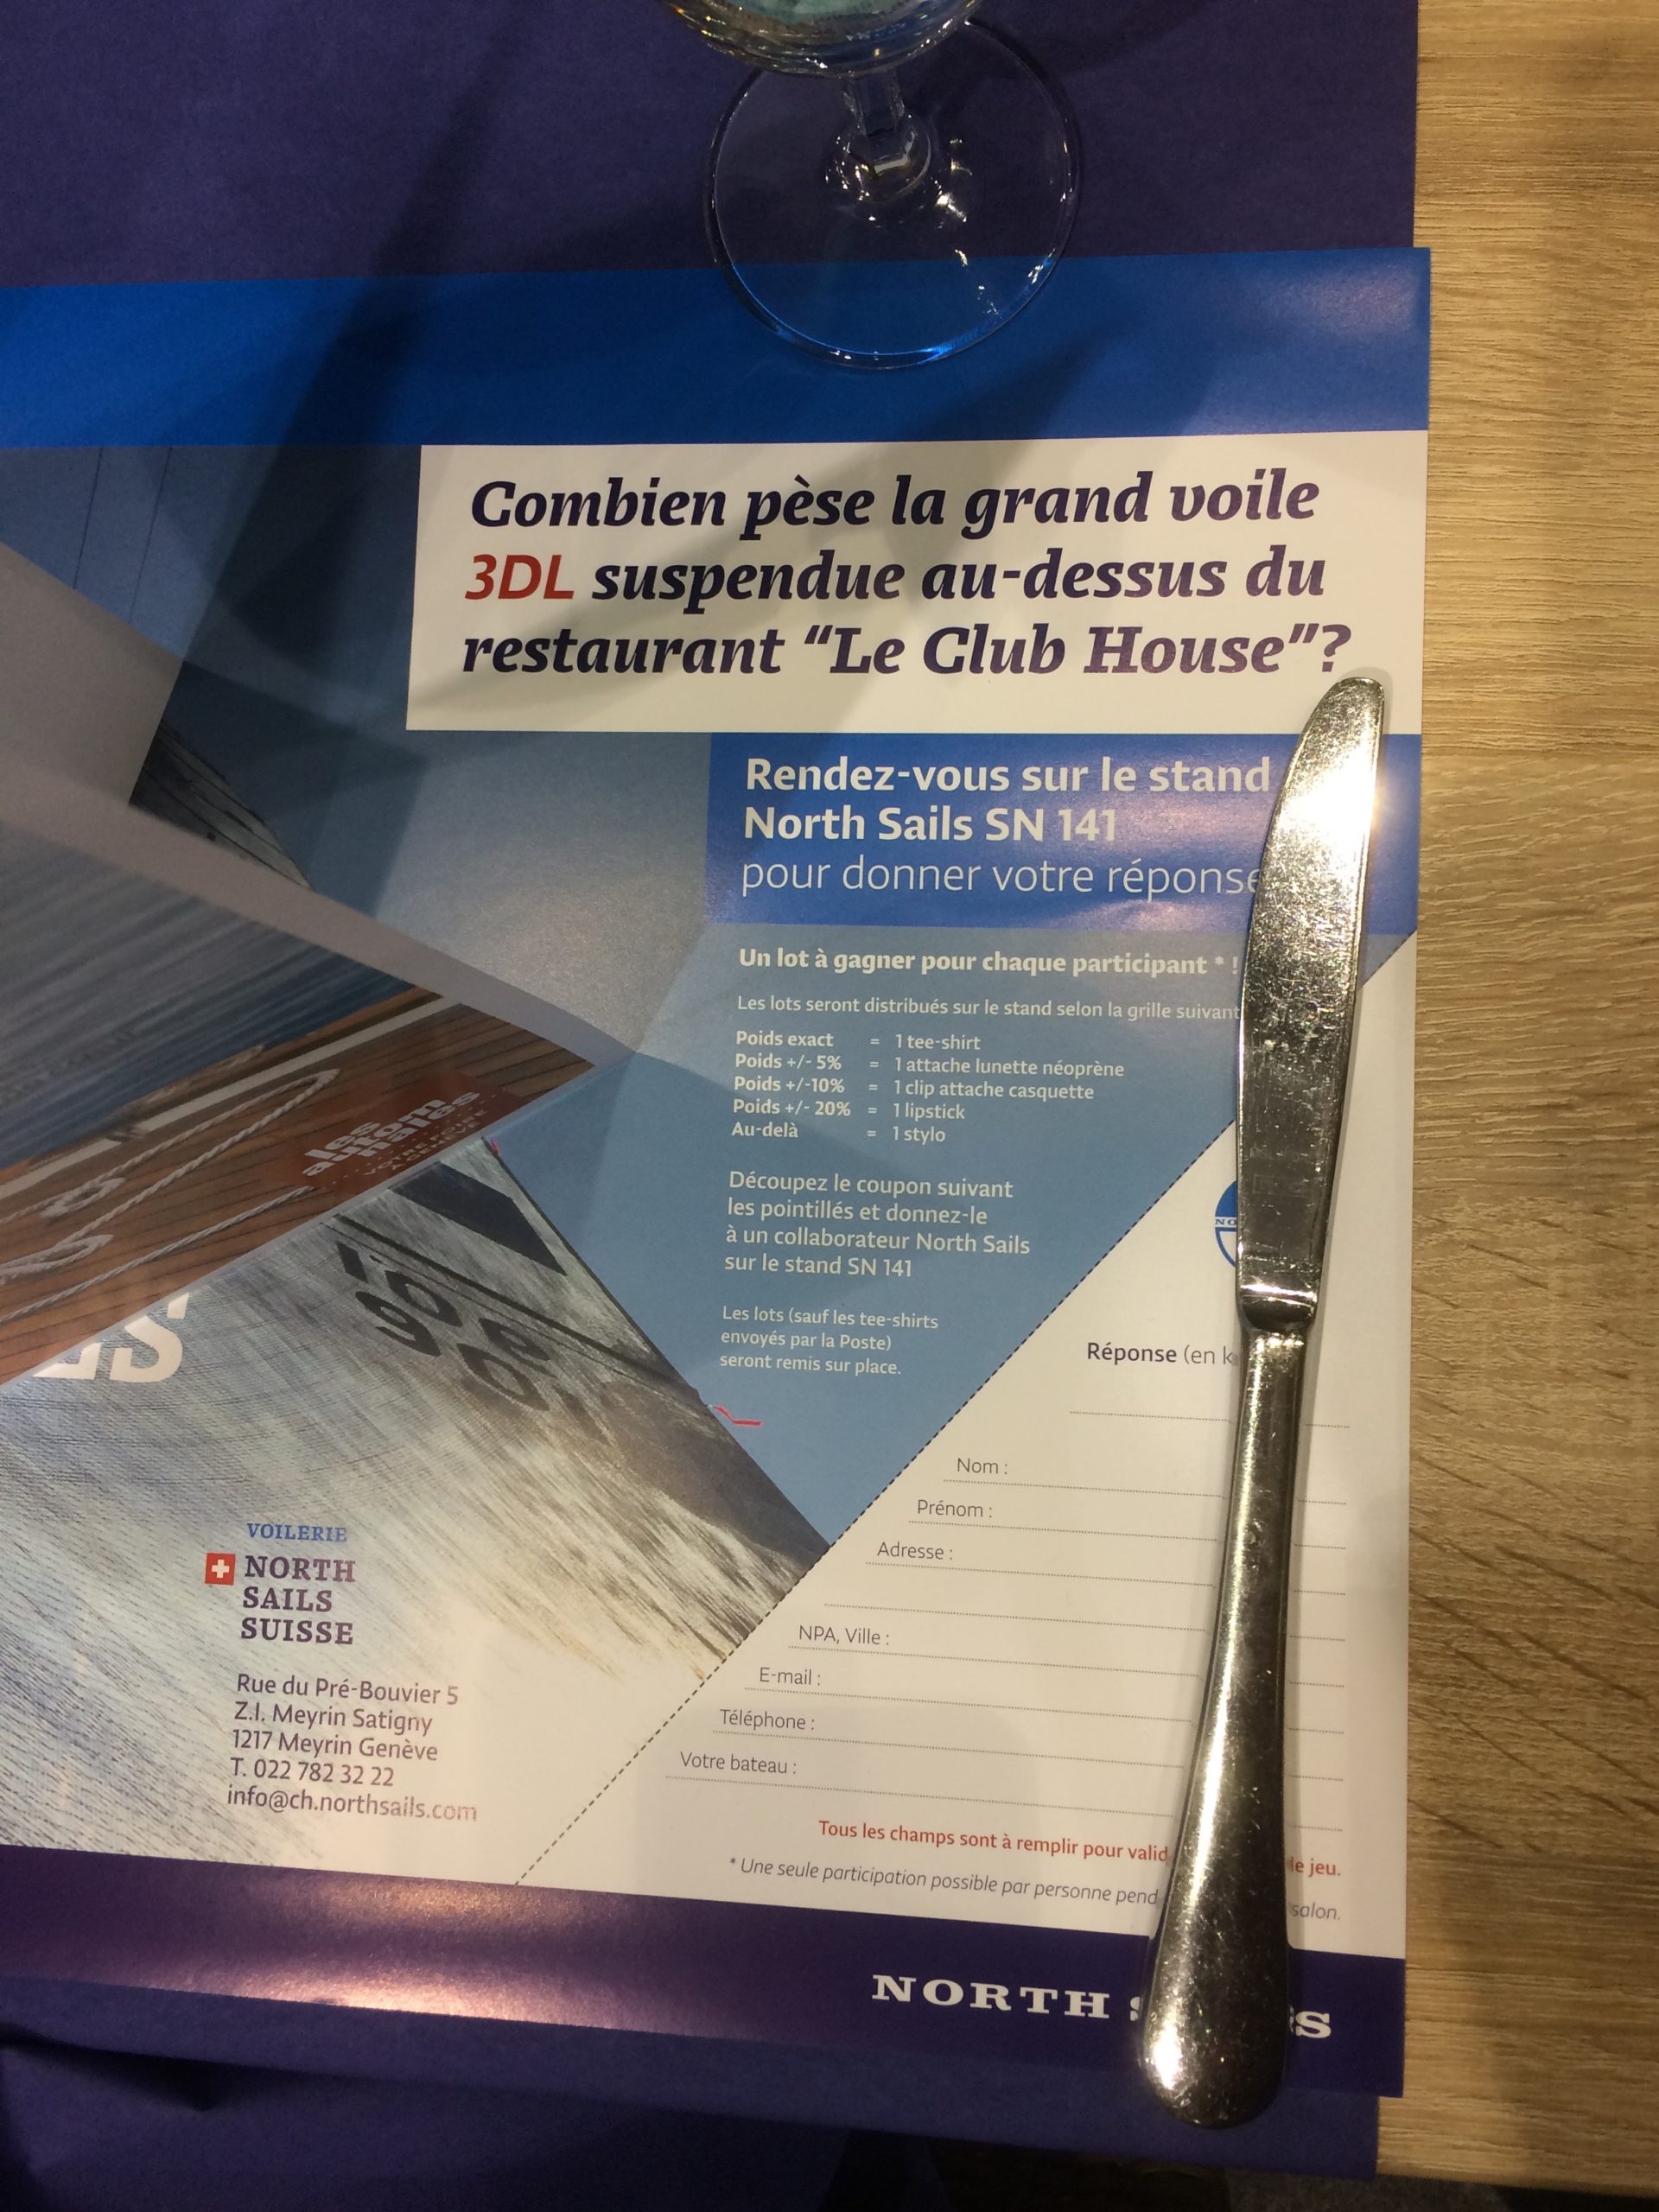 Combien pèse la grand voile
3DL suspendue au-dessus du
restaurant “Le Club House”?
Rendez-vous sur le stand
North Sails SN 141
pour donner votre réponse
Un lot à gagner pour chaque participant * !
Les lots seront distribués sur le stand selon la grille suivant
Poids exact = 1 tee-shirt
Poids +/- 5% = 1 attache lunette néoprène
Poids +/-10% = 1 clip attache casquette
Poids +/- 20% = 1 lipstick
Au-delà = 1 stylo
Découpez le coupon suivant
les pointillés et donnez-le
à un collaborateur North Sails
sur le stand SN 141
Les lots (sauf les tee-shirts
envoyés par la Poste)
seront remis sur place.
Réponse (en k
Nom :
Prénom :
Adresse :
NPA, Ville :
E-mail :
Téléphone :
Votre bateau :
Tous les champs sont à remplir pour valid le jeu.
* Une seule participation possible par personne pend salon.
VOILERIE
NORTH
SAILS
SUISSE
Rue du Pré-Bouvier 5
Z.I. Meyrin Satigny
1217 Meyrin Genève
T. 022 782 32 22
info@ch.northsails.com
NORTH S